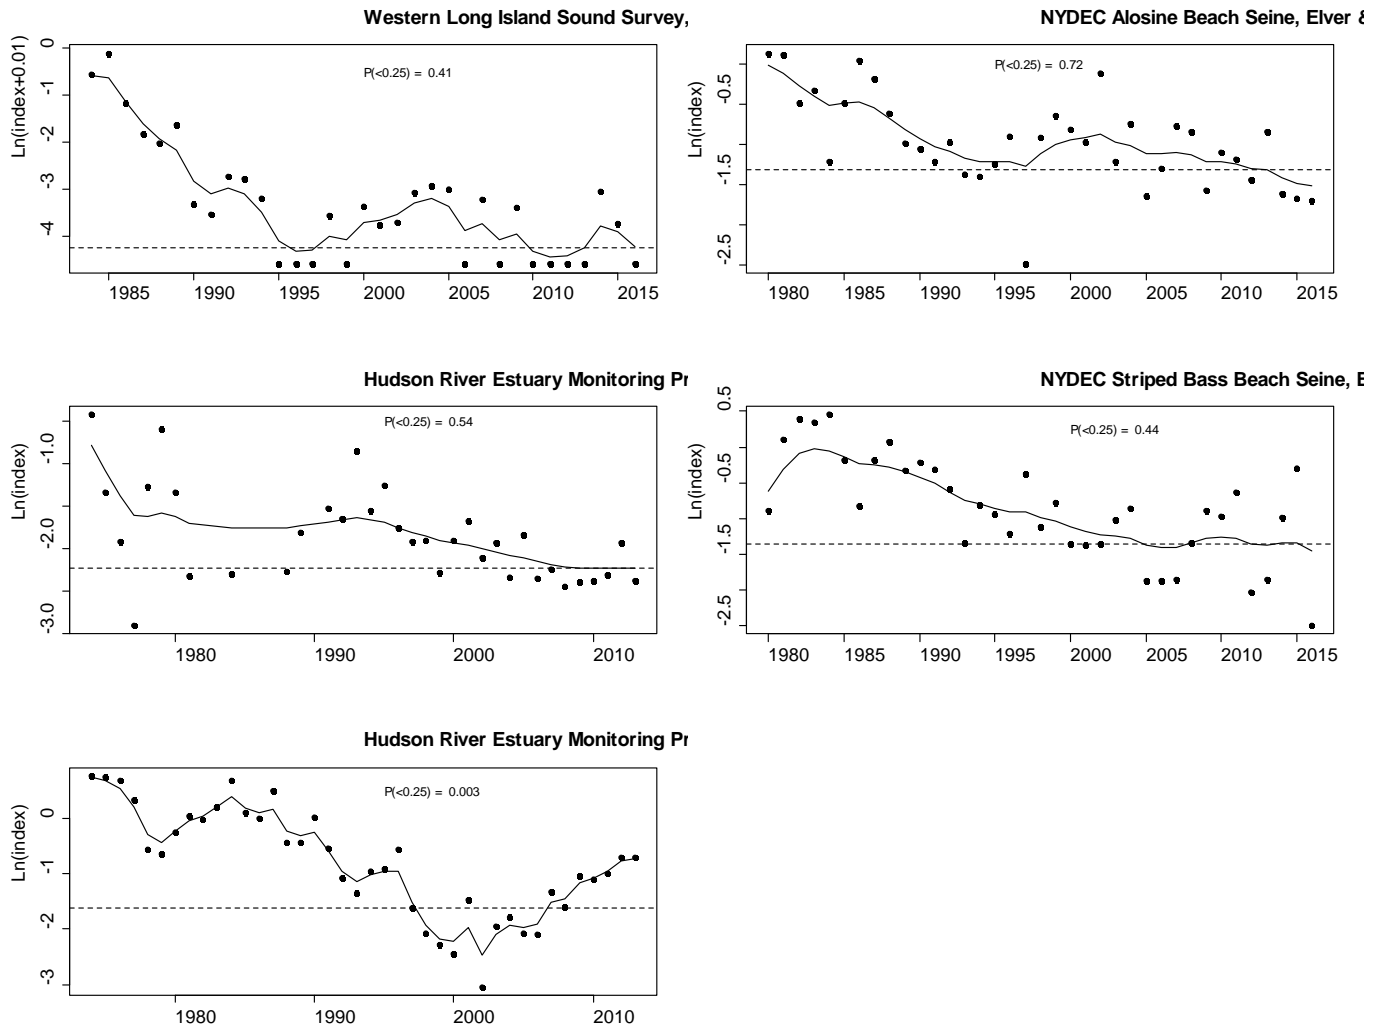 Western Long Island Sound Survey,
Ln(index+0.01)
0
-1
-2
-3
-4
P(<0.25) = 0.41
1985 1990 1995 2000 2005 2010 2015
NYDEC Alosine Beach Seine, Elver &
Ln(index)
-0.5
-1.5
-2.5
P(<0.25) = 0.72
1980 1985 1990 1995 2000 2005 2010 2015
Hudson River Estuary Monitoring Pr
Ln(index)
-1.0
-2.0
-3.0
P(<0.25) = 0.54
1980 1990 2000 2010
NYDEC Striped Bass Beach Seine, E
Ln(index)
0.5
-0.5
-1.5
-2.5
P(<0.25) = 0.44
1980 1985 1990 1995 2000 2005 2010 2015
Hudson River Estuary Monitoring Pr
Ln(index)
0
-1
-2
-3
P(<0.25) = 0.003
1980 1990 2000 2010